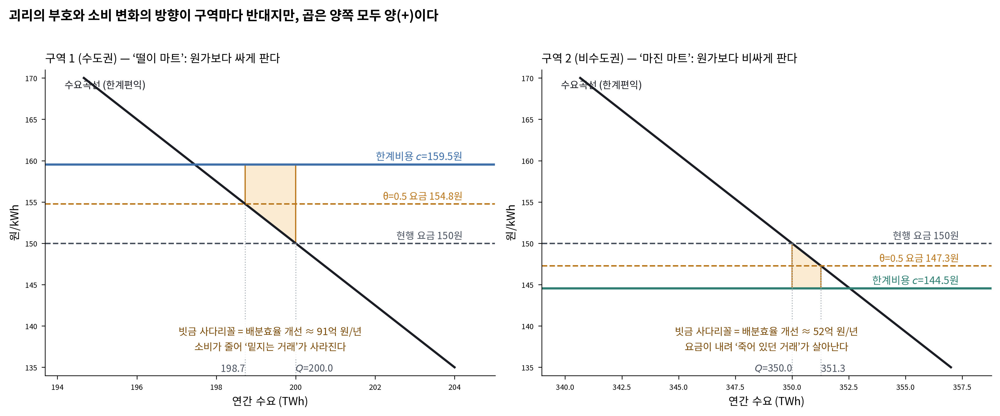 괴리의 부호와 소비 변화의 방향이 구역마다 반대지만, 곱은 양쪽 모두 양(+)이다
구역 1 (수도권) — ‘떨이 마트’: 원가보다 싸게 판다
170
165
160
155
150
145
140
135
원/kWh
수요곡선 (한계편익)
한계비용 c=159.5원
θ=0.5 요금 154.8원
현행 요금 150원
빗금 사다리꼴 = 배분효율 개선 ≈ 91억 원/년
소비가 줄어 ‘밑지는 거래’가 사라진다
198.7
Q=200.0
194
196
198
200
202
204
연간 수요 (TWh)
구역 2 (비수도권) — ‘마진 마트’: 원가보다 비싸게 판다
170
165
160
155
150
145
140
135
원/kWh
수요곡선 (한계편익)
현행 요금 150원
θ=0.5 요금 147.3원
한계비용 c=144.5원
빗금 사다리꼴 = 배분효율 개선 ≈ 52억 원/년
요금이 내려 ‘죽어 있던 거래’가 살아난다
Q=350.0
351.3
340.0
342.5
345.0
347.5
350.0
352.5
355.0
357.5
연간 수요 (TWh)